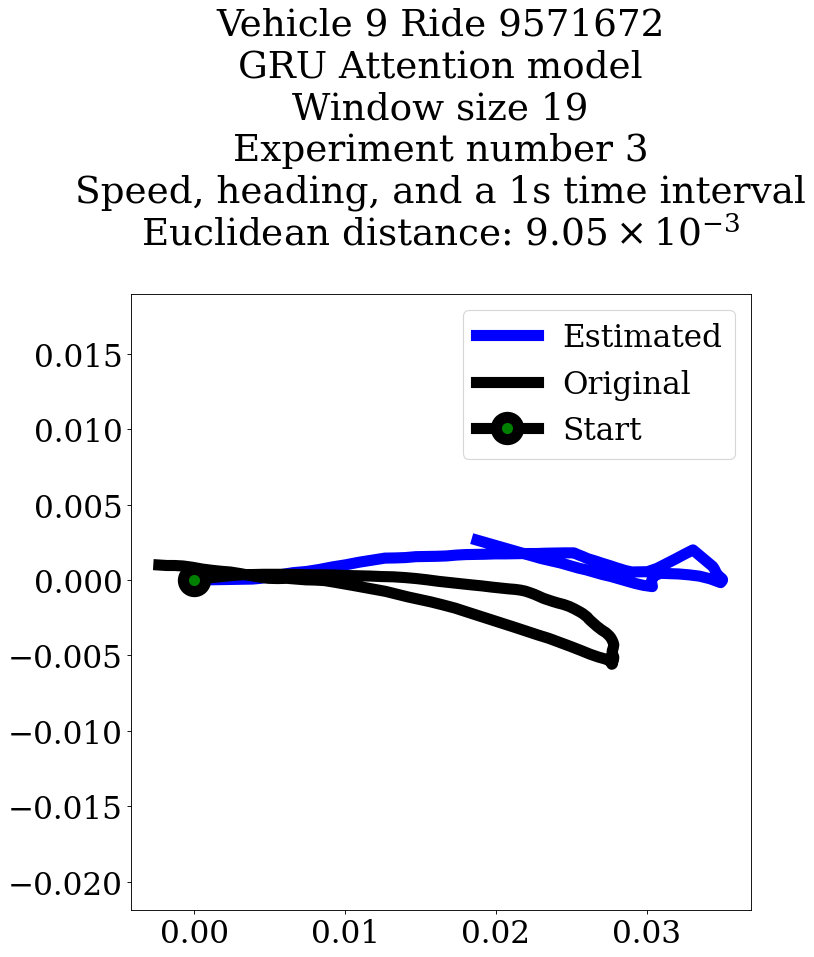 Vehicle 9 Ride 9571672
GRU Attention model
Window size 19
Experiment number 3
Speed, heading, and a 1s time interval
Euclidean distance: 9.05 × 10⁻³
Estimated
Original
Start
0.015
0.010
0.005
0.000
−0.005
−0.010
−0.015
−0.020
0.00 0.01 0.02 0.03